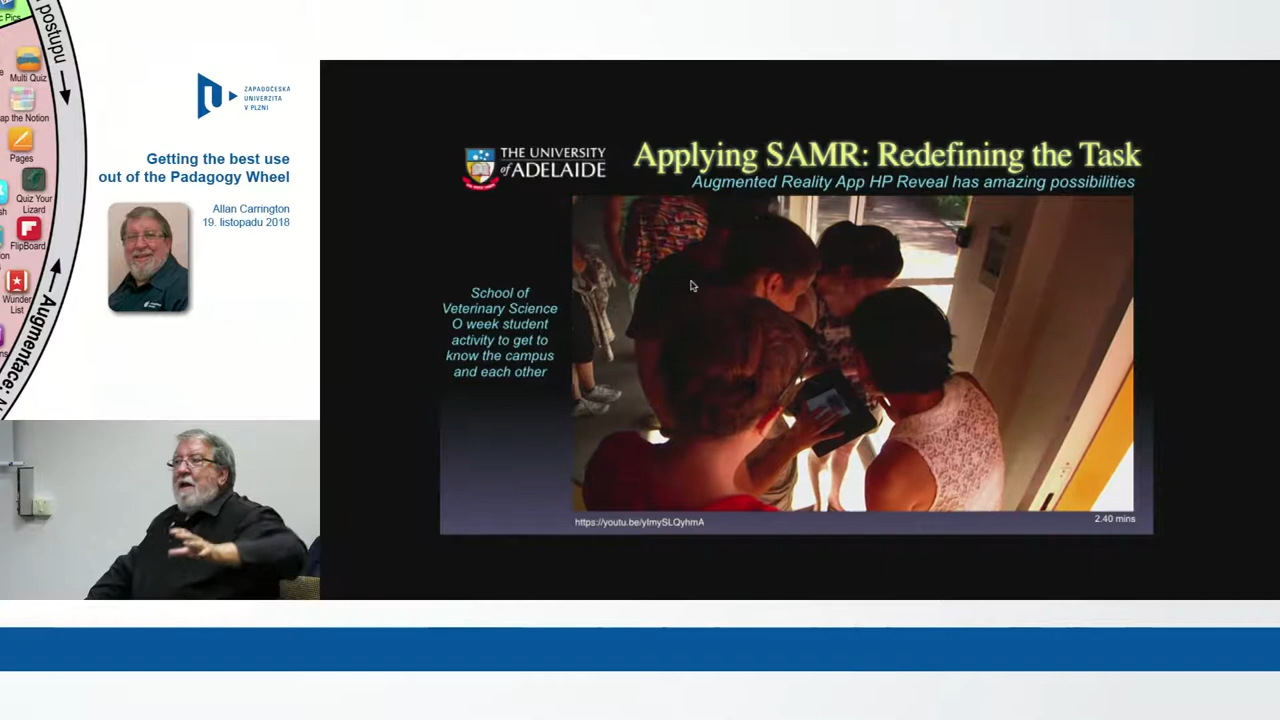 c Pics
postupu
Multi Quiz
ap the Notion
Pages
Quiz Your
Lizard
FlipBoard
Wunder
List
Augmentace:
ZÁPADOČESKÁ
UNIVERZITA
V PLZNI
Getting the best use
out of the Padagogy Wheel
Allan Carrington
19. listopadu 2018
THE UNIVERSITY
of ADELAIDE
Applying SAMR: Redefining the Task
Augmented Reality App HP Reveal has amazing possibilities
School of
Veterinary Science
O week student
activity to get to
know the campus
and each other
https://youtu.be/ylmySLQyhmA
2.40 mins